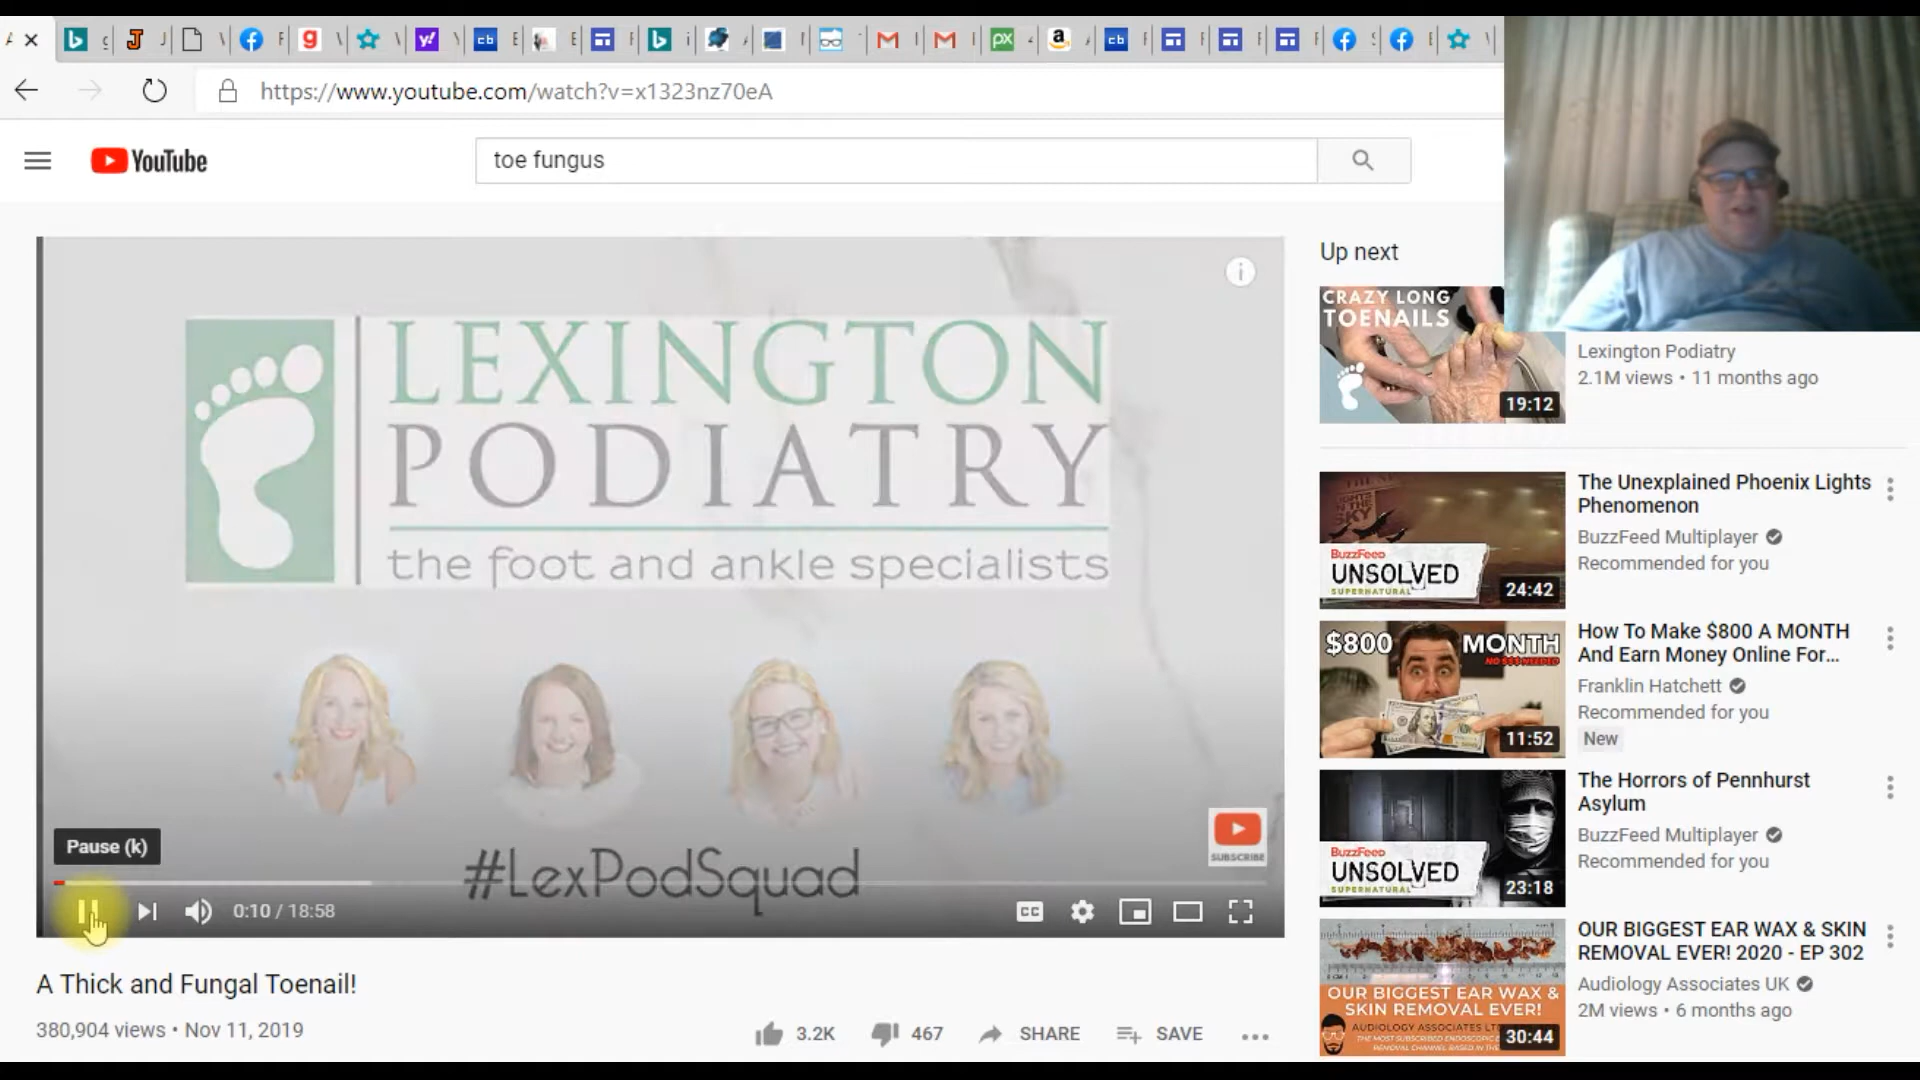 https://www.youtube.com/watch?v=x1323nz70eA
YouTube
toe fungus
LEXINGTON
PODIATRY
the foot and ankle specialists
#LexPodSquad
SUBSCRIBE
Pause (k)
0:10 / 18:58
CC
A Thick and Fungal Toenail!
380,904 views • Nov 11, 2019
3.2K
467
SHARE
SAVE
Up next
CRAZY LONG
TOENAILS
19:12
Lexington Podiatry
2.1M views • 11 months ago
BuzzFeed
UNSOLVED
SUPERNATURAL
24:42
The Unexplained Phoenix Lights
Phenomenon
BuzzFeed Multiplayer
Recommended for you
$800 MONTH
11:52
How To Make $800 A MONTH
And Earn Money Online For...
Franklin Hatchett
Recommended for you
New
BuzzFeed
UNSOLVED
SUPERNATURAL
23:18
The Horrors of Pennhurst
Asylum
BuzzFeed Multiplayer
Recommended for you
OUR BIGGEST EAR WAX &
SKIN REMOVAL EVER!
30:44
OUR BIGGEST EAR WAX & SKIN
REMOVAL EVER! 2020 - EP 302
Audiology Associates UK
2M views • 6 months ago